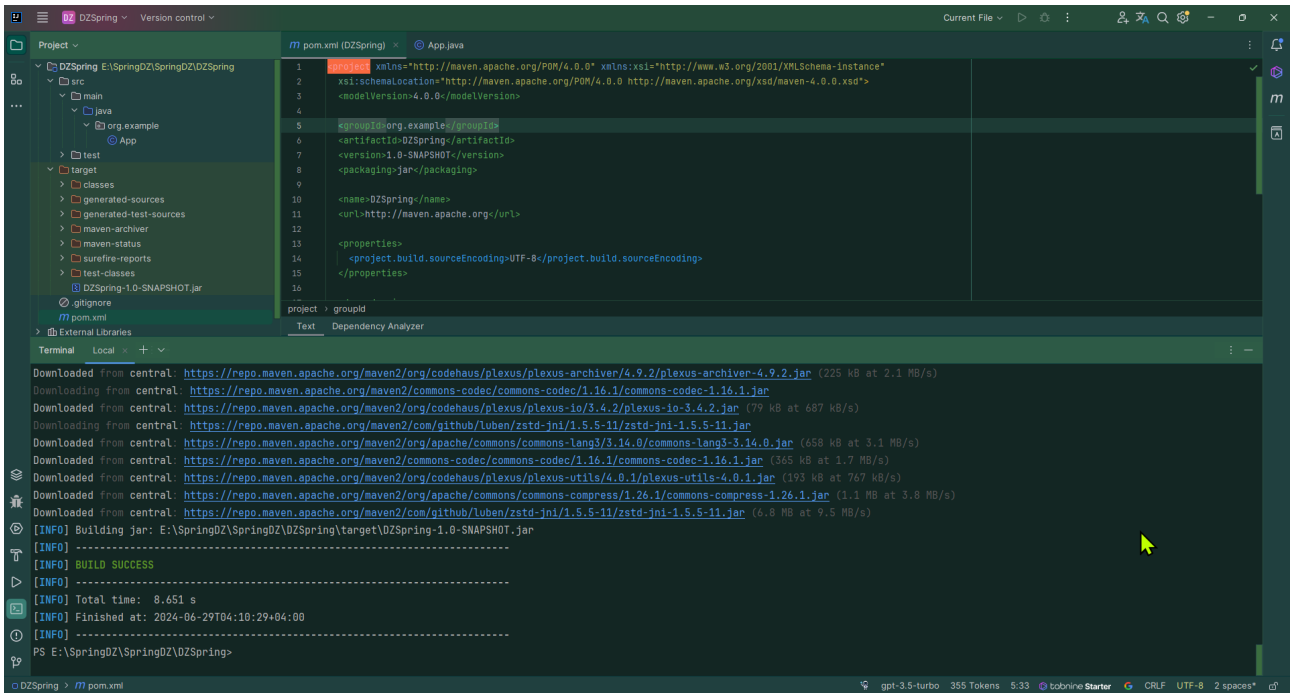 DZ DZSpring Version control Current File
Project
pom.xml (DZSpring) App.java
DZSpring E:\SpringDZ\SpringDZ\DZSpring
src
main
java
org.example
App
test
target
classes
generated-sources
generated-test-sources
maven-archiver
maven-status
surefire-reports
test-classes
DZSpring-1.0-SNAPSHOT.jar
.gitignore
pom.xml
External Libraries
1 <project xmlns="http://maven.apache.org/POM/4.0.0" xmlns:xsi="http://www.w3.org/2001/XMLSchema-instance"
2 xsi:schemaLocation="http://maven.apache.org/POM/4.0.0 http://maven.apache.org/xsd/maven-4.0.0.xsd">
3 <modelVersion>4.0.0</modelVersion>
4
5 <groupId>org.example</groupId>
6 <artifactId>DZSpring</artifactId>
7 <version>1.0-SNAPSHOT</version>
8 <packaging>jar</packaging>
9
10 <name>DZSpring</name>
11 <url>http://maven.apache.org</url>
12
13 <properties>
14 <project.build.sourceEncoding>UTF-8</project.build.sourceEncoding>
15 </properties>
16
project > groupId
Text Dependency Analyzer
Terminal Local
Downloaded from central: https://repo.maven.apache.org/maven2/org/codehaus/plexus/plexus-archiver/4.9.2/plexus-archiver-4.9.2.jar (225 kB at 2.1 MB/s)
Downloading from central: https://repo.maven.apache.org/maven2/commons-codec/commons-codec/1.16.1/commons-codec-1.16.1.jar
Downloaded from central: https://repo.maven.apache.org/maven2/org/codehaus/plexus/plexus-io/3.4.2/plexus-io-3.4.2.jar (79 kB at 687 kB/s)
Downloading from central: https://repo.maven.apache.org/maven2/com/github/luben/zstd-jni/1.5.5-11/zstd-jni-1.5.5-11.jar
Downloaded from central: https://repo.maven.apache.org/maven2/org/apache/commons/commons-lang3/3.14.0/commons-lang3-3.14.0.jar (658 kB at 3.1 MB/s)
Downloaded from central: https://repo.maven.apache.org/maven2/commons-codec/commons-codec/1.16.1/commons-codec-1.16.1.jar (365 kB at 1.7 MB/s)
Downloaded from central: https://repo.maven.apache.org/maven2/org/codehaus/plexus/plexus-utils/4.0.1/plexus-utils-4.0.1.jar (193 kB at 767 kB/s)
Downloaded from central: https://repo.maven.apache.org/maven2/org/apache/commons/commons-compress/1.26.1/commons-compress-1.26.1.jar (1.1 MB at 3.8 MB/s)
Downloaded from central: https://repo.maven.apache.org/maven2/com/github/luben/zstd-jni/1.5.5-11/zstd-jni-1.5.5-11.jar (6.8 MB at 9.5 MB/s)
[INFO] Building jar: E:\SpringDZ\SpringDZ\DZSpring\target\DZSpring-1.0-SNAPSHOT.jar
[INFO] ------------------------------------------------------------------------
[INFO] BUILD SUCCESS
[INFO] ------------------------------------------------------------------------
[INFO] Total time:  8.651 s
[INFO] Finished at: 2024-06-29T04:10:29+04:00
[INFO] ------------------------------------------------------------------------
PS E:\SpringDZ\SpringDZ\DZSpring>
DZSpring > pom.xml gpt-3.5-turbo 355 Tokens 5:33 tabnine Starter CRLF UTF-8 2 spaces*